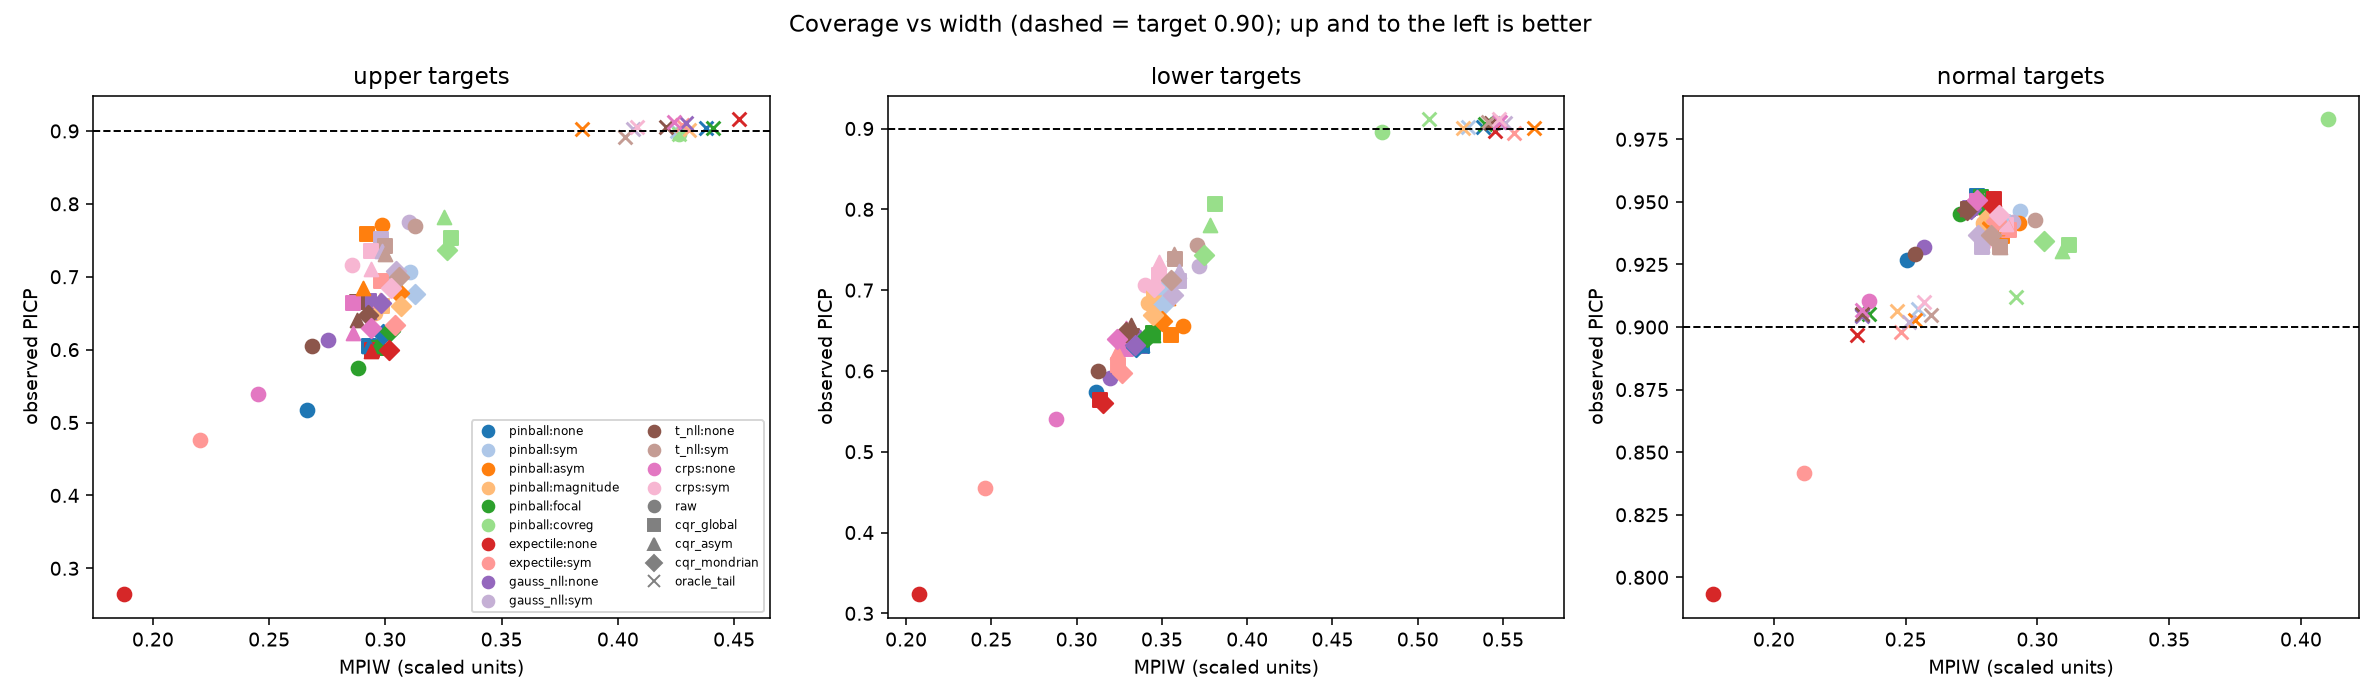 Coverage vs width (dashed = target 0.90); up and to the left is better
upper targets
observed PICP
0.9
0.8
0.7
0.6
0.5
0.4
0.3
0.20 0.25 0.30 0.35 0.40 0.45
MPIW (scaled units)
pinball:none
pinball:sym
pinball:asym
pinball:magnitude
pinball:focal
pinball:covreg
expectile:none
expectile:sym
gauss_nll:none
gauss_nll:sym
t_nll:none
t_nll:sym
crps:none
crps:sym
raw
cqr_global
cqr_asym
cqr_mondrian
oracle_tail
lower targets
observed PICP
0.9
0.8
0.7
0.6
0.5
0.4
0.3
0.20 0.25 0.30 0.35 0.40 0.45 0.50 0.55
MPIW (scaled units)
normal targets
observed PICP
0.975
0.950
0.925
0.900
0.875
0.850
0.825
0.800
0.20 0.25 0.30 0.35 0.40
MPIW (scaled units)